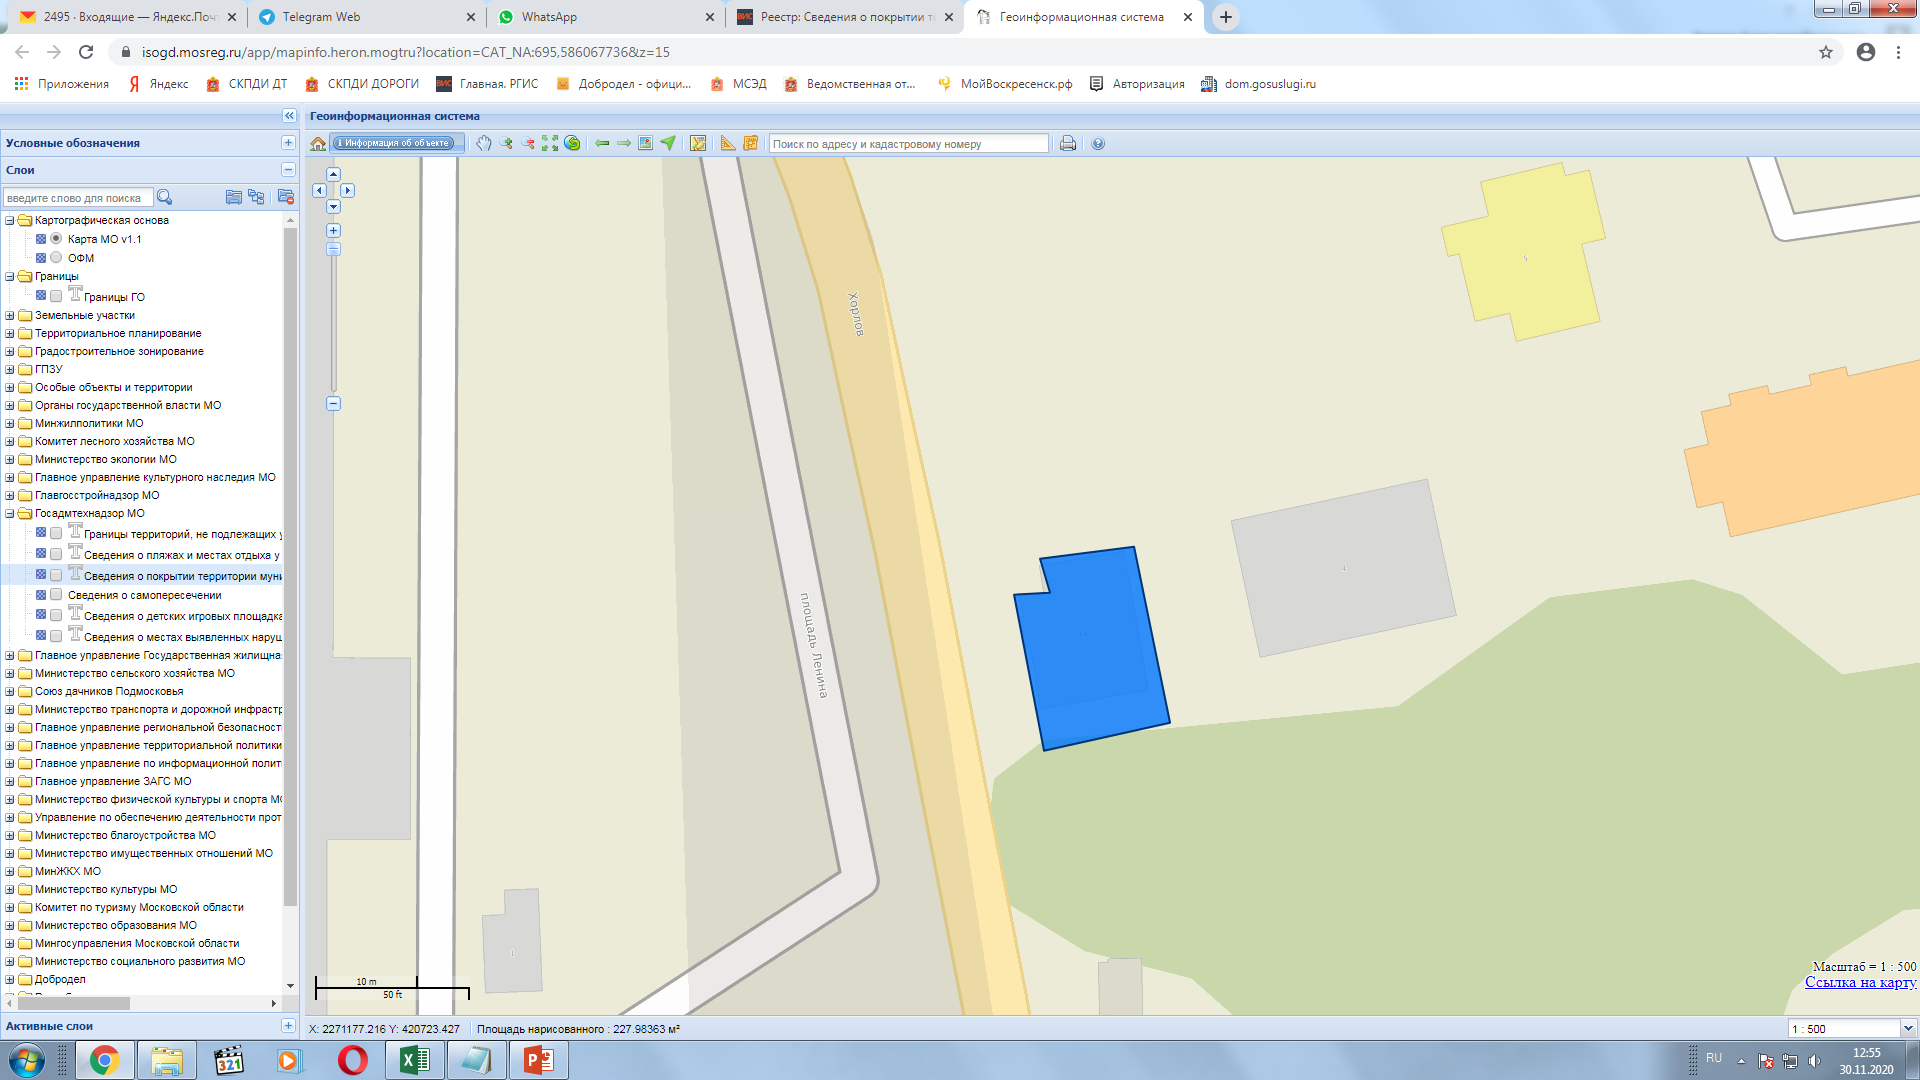 2495 · Входящие — Яндекс.Поч
Telegram Web
WhatsApp
Реестр: Сведения о покрытии т
Геоинформационная система
isogd.mosreg.ru/app/mapinfo.heron.mogtru?location=CAT_NA:695,586067736&z=15
Приложения
Яндекс
СКПДИ ДТ
СКПДИ ДОРОГИ
ВИС
Главная. РГИС
Добродел - офици...
МСЭД
Ведомственная от...
МойВоскресенск.рф
Авторизация
dom.gosuslugi.ru
Геоинформационная система
Условные обозначения
Информация об объекте
Поиск по адресу и кадастровому номеру
Слои
введите слово для поиска
Картографическая основа
Карта МО v1.1
ОФМ
Границы
Границы ГО
Земельные участки
Территориальное планирование
Градостроительное зонирование
ГПЗУ
Особые объекты и территории
Органы государственной власти МО
Минжилполитики МО
Комитет лесного хозяйства МО
Министерство экологии МО
Главное управление культурного наследия МО
Главгосстройнадзор МО
Госадмтехнадзор МО
Границы территорий, не подлежащих у
Сведения о пляжах и местах отдыха у
Сведения о покрытии территории муни
Сведения о самопересечении
Сведения о детских игровых площадка
Сведения о местах выявленных наруш
Главное управление Государственная жилищна
Министерство сельского хозяйства МО
Союз дачников Подмосковья
Министерство транспорта и дорожной инфрастр
Главное управление региональной безопасност
Главное управление территориальной политики
Главное управление по информационной полит
Главное управление ЗАГС МО
Министерство физической культуры и спорта МО
Управление по обеспечению деятельности прот
Министерство благоустройства МО
Министерство имущественных отношений МО
МинЖКХ МО
Министерство культуры МО
Комитет по туризму Московской области
Министерство образования МО
Мингосуправления Московской области
Министерство социального развития МО
Добродел
Активные слои
Хорлов
площадь Ленина
5
4
1
10 m
50 ft
Масштаб = 1 : 500
Ссылка на карту
X: 2271177.216 Y: 420723.427
Площадь нарисованного : 227.98363 м²
1 : 500
321
RU
12:55
30.11.2020